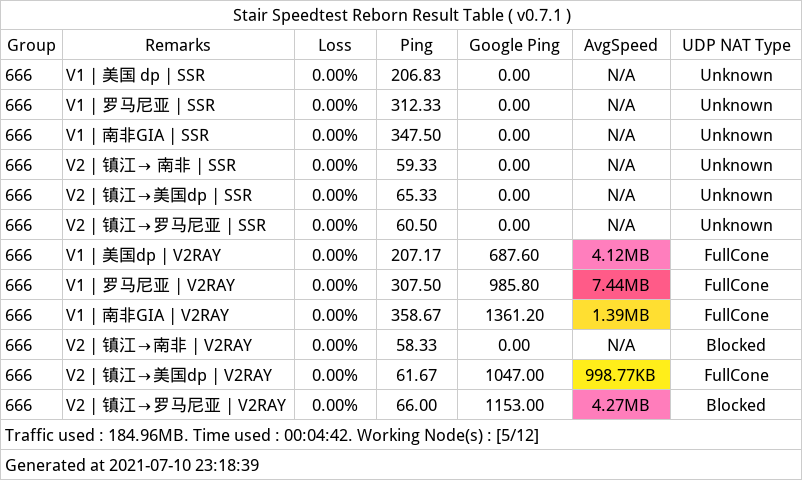 Stair Speedtest Reborn Result Table ( v0.7.1 )
Group Remarks Loss Ping Google Ping AvgSpeed UDP NAT Type
666 V1 | 美国 dp | SSR 0.00% 206.83 0.00 N/A Unknown
666 V1 | 罗马尼亚 | SSR 0.00% 312.33 0.00 N/A Unknown
666 V1 | 南非GIA | SSR 0.00% 347.50 0.00 N/A Unknown
666 V2 | 镇江→ 南非 | SSR 0.00% 59.33 0.00 N/A Unknown
666 V2 | 镇江→美国dp | SSR 0.00% 65.33 0.00 N/A Unknown
666 V2 | 镇江→罗马尼亚 | SSR 0.00% 60.50 0.00 N/A Unknown
666 V1 | 美国dp | V2RAY 0.00% 207.17 687.60 4.12MB FullCone
666 V1 | 罗马尼亚 | V2RAY 0.00% 307.50 985.80 7.44MB FullCone
666 V1 | 南非GIA | V2RAY 0.00% 358.67 1361.20 1.39MB FullCone
666 V2 | 镇江→南非 | V2RAY 0.00% 58.33 0.00 N/A Blocked
666 V2 | 镇江→美国dp | V2RAY 0.00% 61.67 1047.00 998.77KB FullCone
666 V2 | 镇江→罗马尼亚 | V2RAY 0.00% 66.00 1153.00 4.27MB Blocked
Traffic used : 184.96MB. Time used : 00:04:42. Working Node(s) : [5/12]
Generated at 2021-07-10 23:18:39